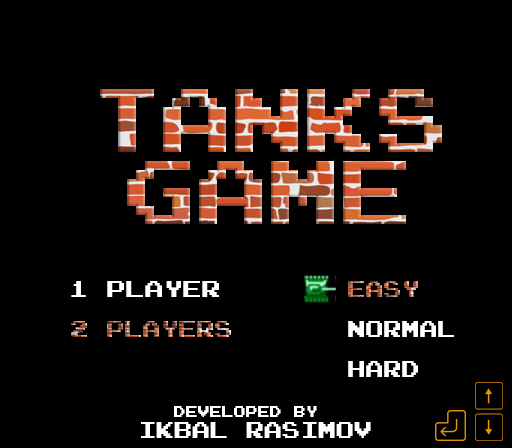 TANKS
GAME
1 PLAYER
2 PLAYERS
EASY
NORMAL
HARD
DEVELOPED BY
IKBAL RASIMOV